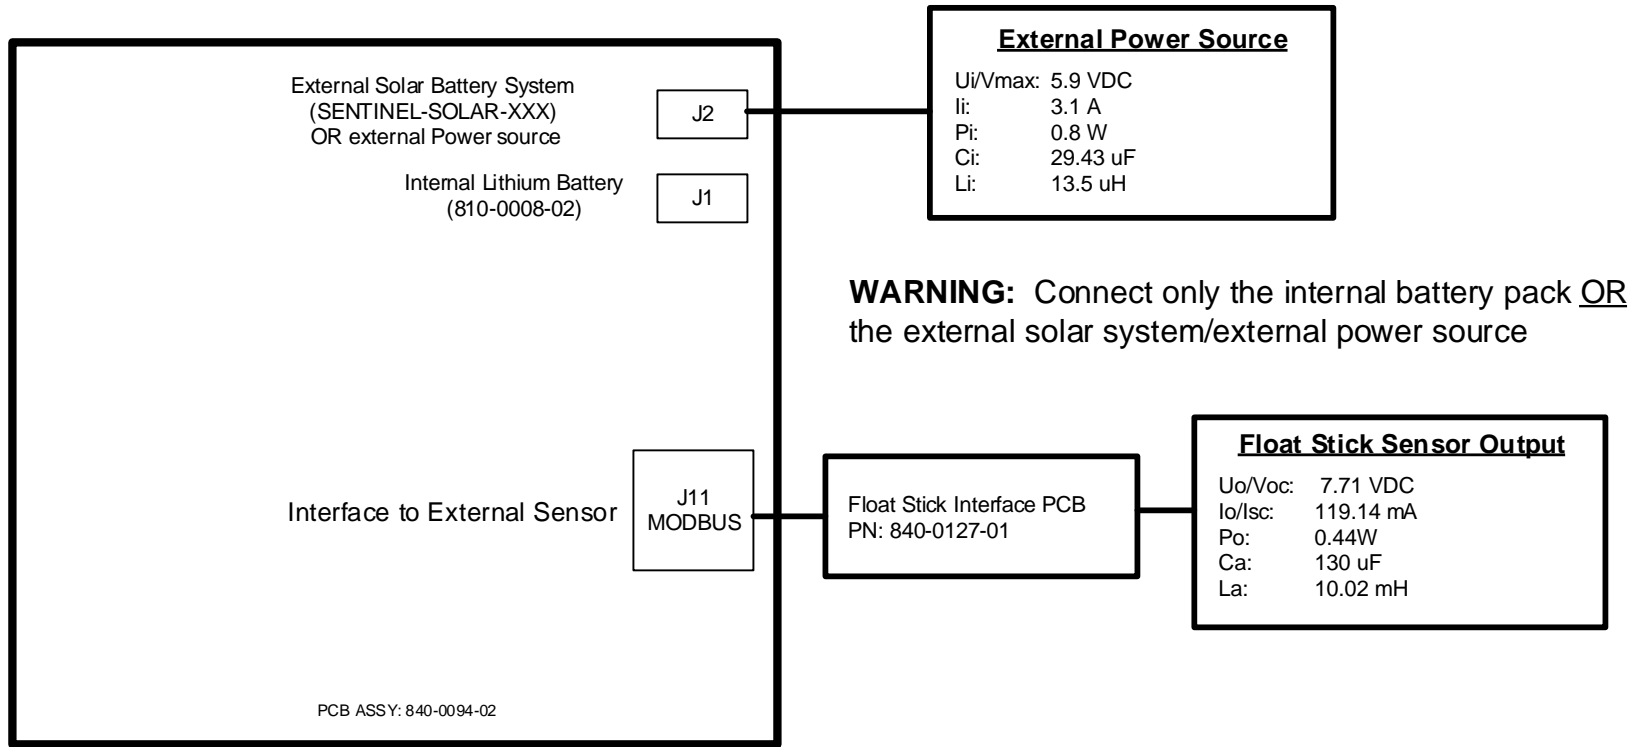 External Solar Battery System
(SENTINEL-SOLAR-XXX)
OR external Power source
J2
Internal Lithium Battery
(810-0008-02)
J1
External Power Source
Ui/Vmax: 5.9 VDC
Ii: 3.1 A
Pi: 0.8 W
Ci: 29.43 uF
Li: 13.5 uH
WARNING: Connect only the internal battery pack OR
the external solar system/external power source
Interface to External Sensor
J11
MODBUS
Float Stick Interface PCB
PN: 840-0127-01
Float Stick Sensor Output
Uo/Voc: 7.71 VDC
Io/Isc: 119.14 mA
Po: 0.44W
Ca: 130 uF
La: 10.02 mH
PCB ASSY: 840-0094-02